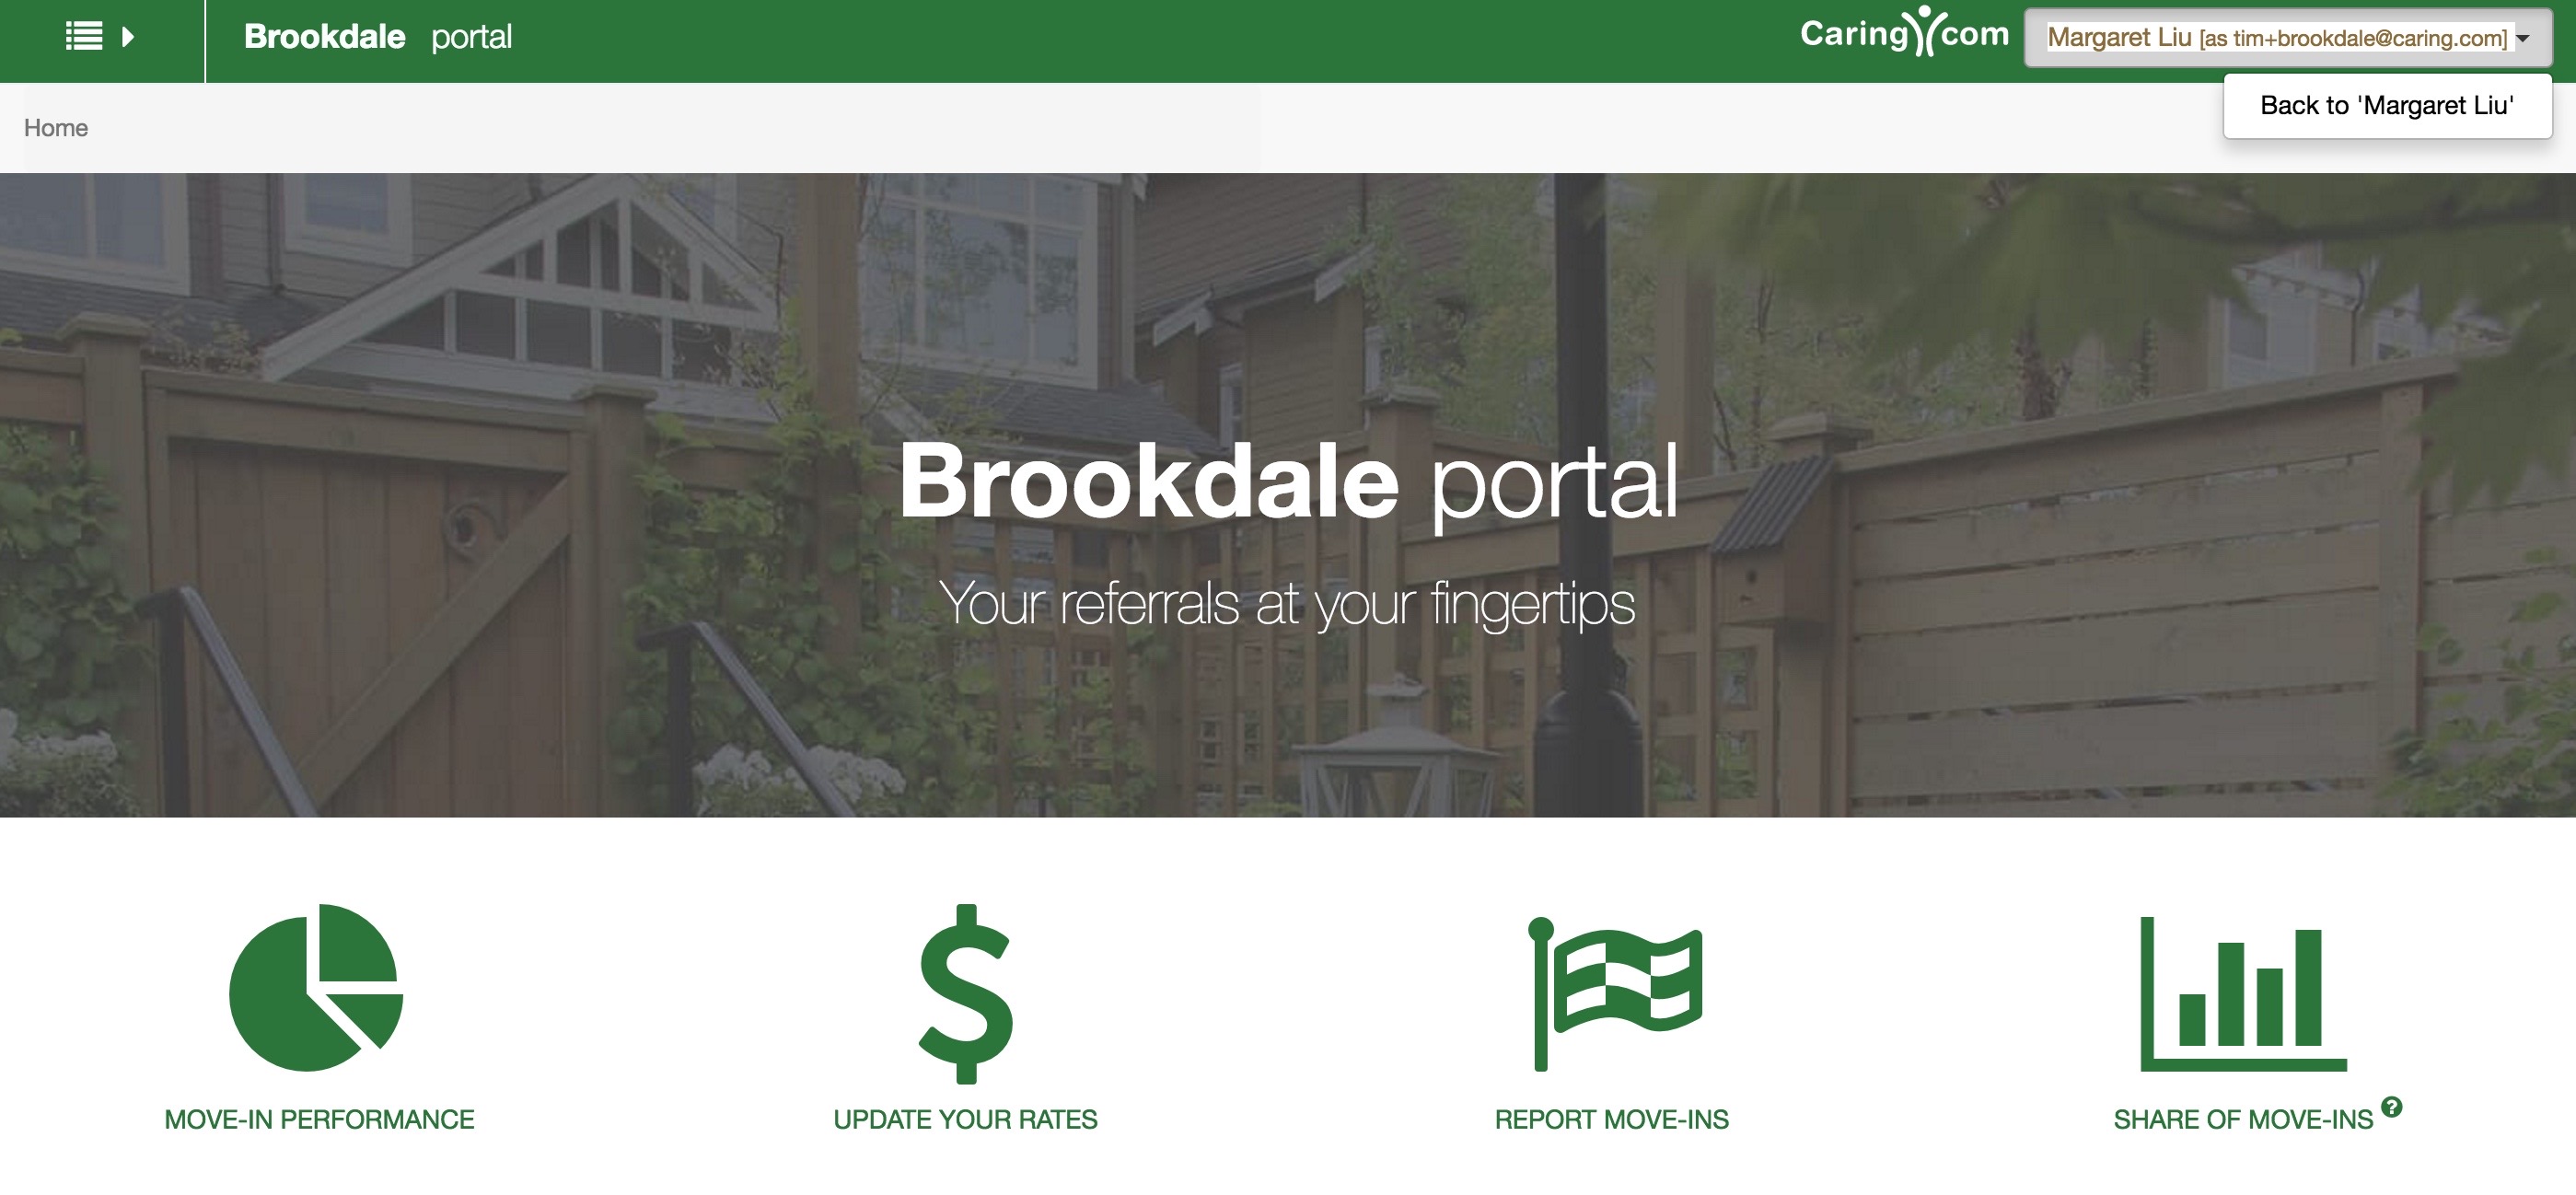 Brookdale portal
Caring com
Margaret Liu [as tim+brookdale@caring.com]
Back to 'Margaret Liu'
Home
Brookdale portal
Your referrals at your fingertips
MOVE-IN PERFORMANCE
UPDATE YOUR RATES
REPORT MOVE-INS
SHARE OF MOVE-INS ?